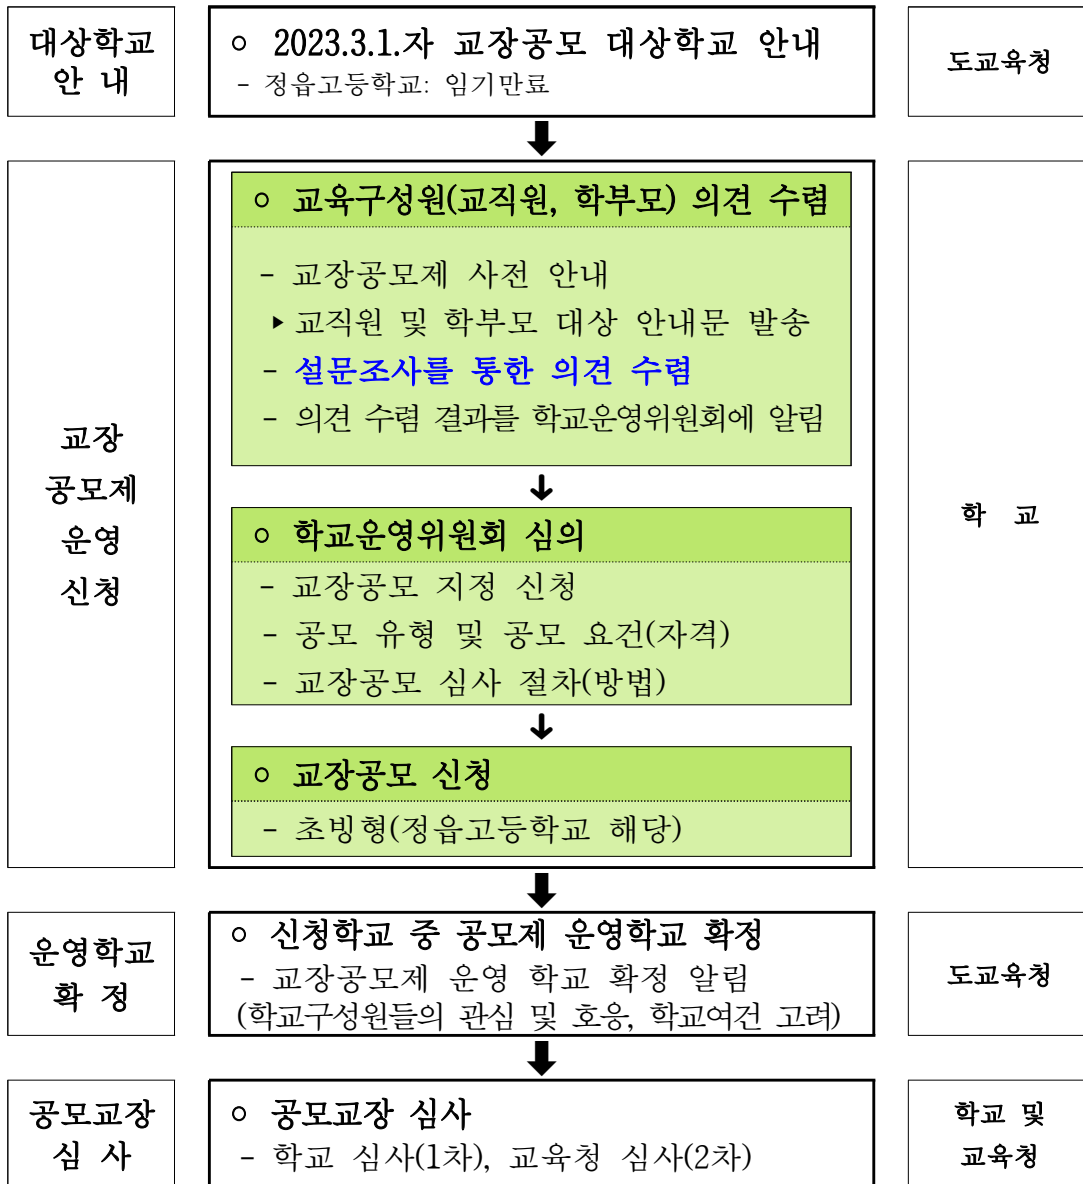 대상학교
안 내
○ 2023.3.1.자 교장공모 대상학교 안내
- 정읍고등학교: 임기만료
도교육청
교장
공모제
운영
신청
○ 교육구성원(교직원, 학부모) 의견 수렴
- 교장공모제 사전 안내
▸교직원 및 학부모 대상 안내문 발송
- 설문조사를 통한 의견 수렴
- 의견 수렴 결과를 학교운영위원회에 알림
○ 학교운영위원회 심의
- 교장공모 지정 신청
- 공모 유형 및 공모 요건(자격)
- 교장공모 심사 절차(방법)
○ 교장공모 신청
- 초빙형(정읍고등학교 해당)
학 교
운영학교
확 정
○ 신청학교 중 공모제 운영학교 확정
- 교장공모제 운영 학교 확정 알림
(학교구성원들의 관심 및 호응, 학교여건 고려)
도교육청
공모교장
심 사
○ 공모교장 심사
- 학교 심사(1차), 교육청 심사(2차)
학교 및
교육청